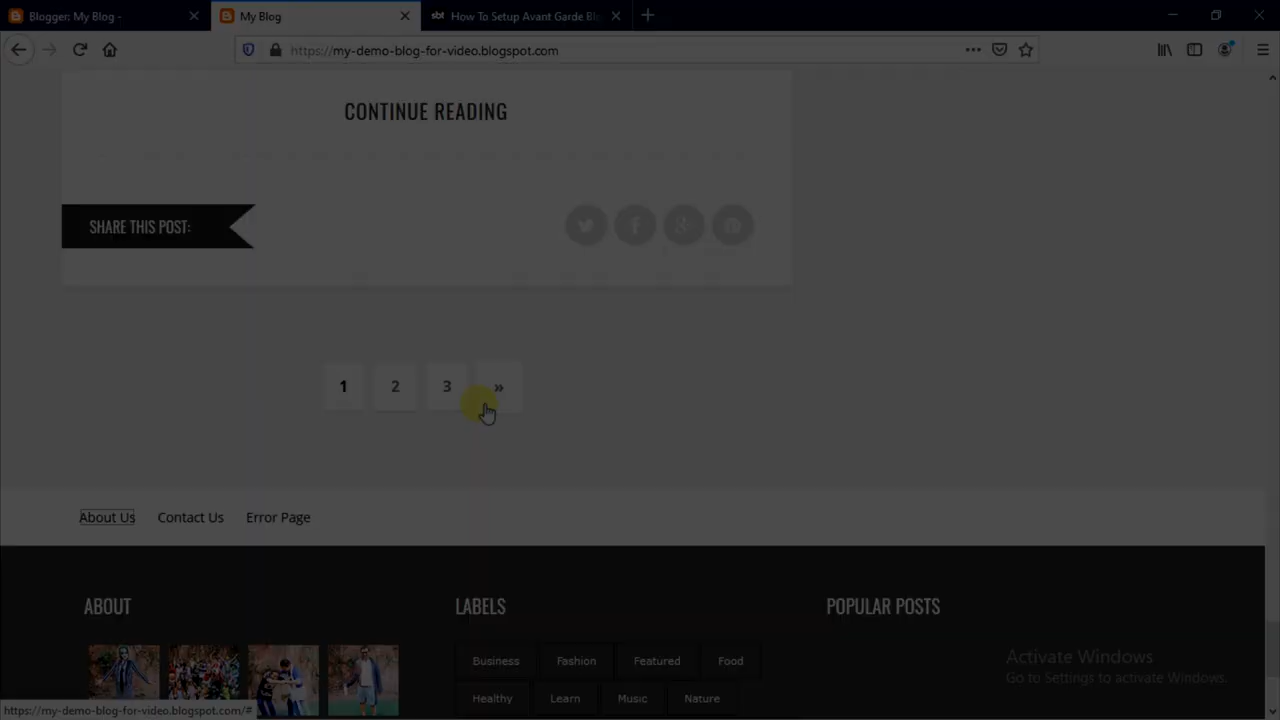 Blogger: My Blog -
My Blog
How To Setup Avant Garde Blo
https://my-demo-blog-for-video.blogspot.com
CONTINUE READING
SHARE THIS POST:
1 2 3 »
About Us Contact Us Error Page
ABOUT
LABELS
POPULAR POSTS
Business Fashion Featured Food
Healthy Learn Music Nature
Activate Windows
Go to Settings to activate Windows.
https://my-demo-blog-for-video.blogspot.com/#